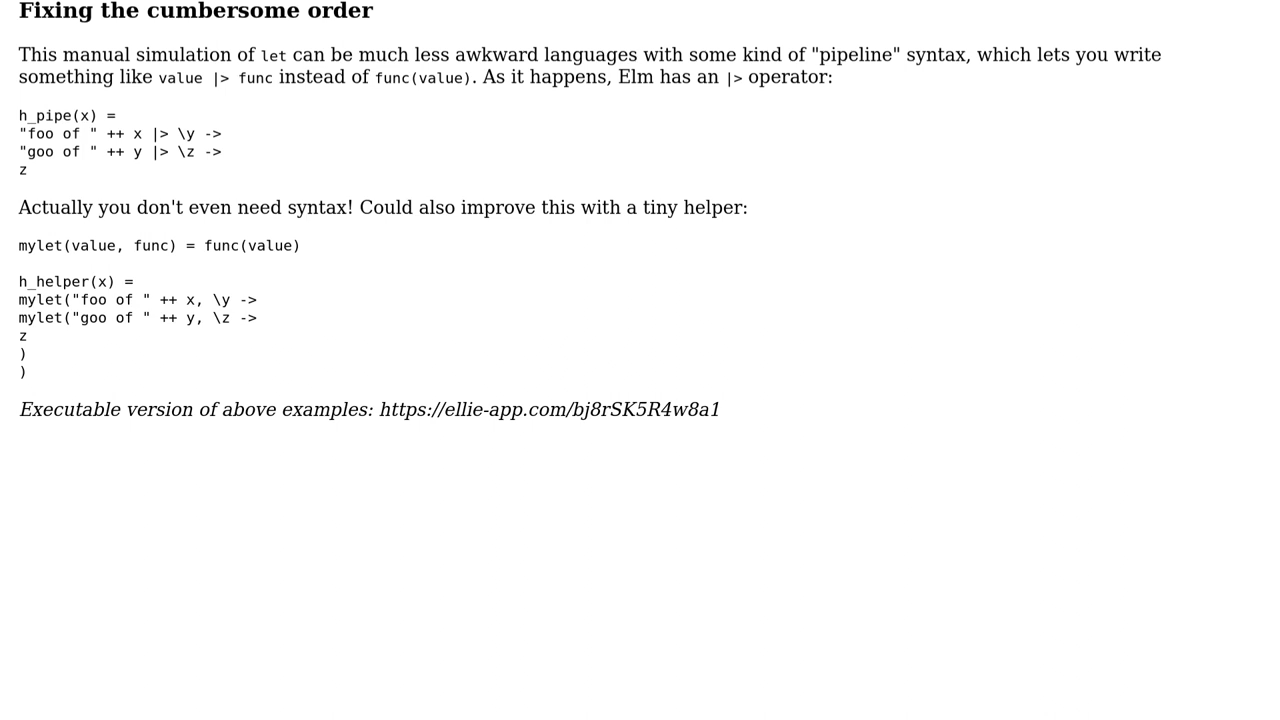 Fixing the cumbersome order
This manual simulation of let can be much less awkward languages with some kind of "pipeline" syntax, which lets you write
something like value |> func instead of func(value). As it happens, Elm has an |> operator:
h_pipe(x) =
"foo of " ++ x |> \y ->
"goo of " ++ y |> \z ->
z
Actually you don't even need syntax! Could also improve this with a tiny helper:
mylet(value, func) = func(value)
h_helper(x) =
mylet("foo of " ++ x, \y ->
mylet("goo of " ++ y, \z ->
z
)
)
Executable version of above examples: https://ellie-app.com/bj8rSK5R4w8a1